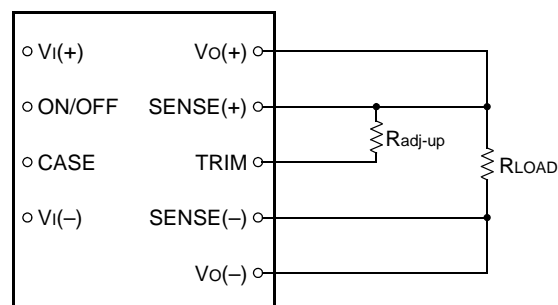 VI(+) VO(+)
ON/OFF SENSE(+)
Radj-up
CASE TRIM
RLOAD
VI(–) SENSE(–)
VO(–)